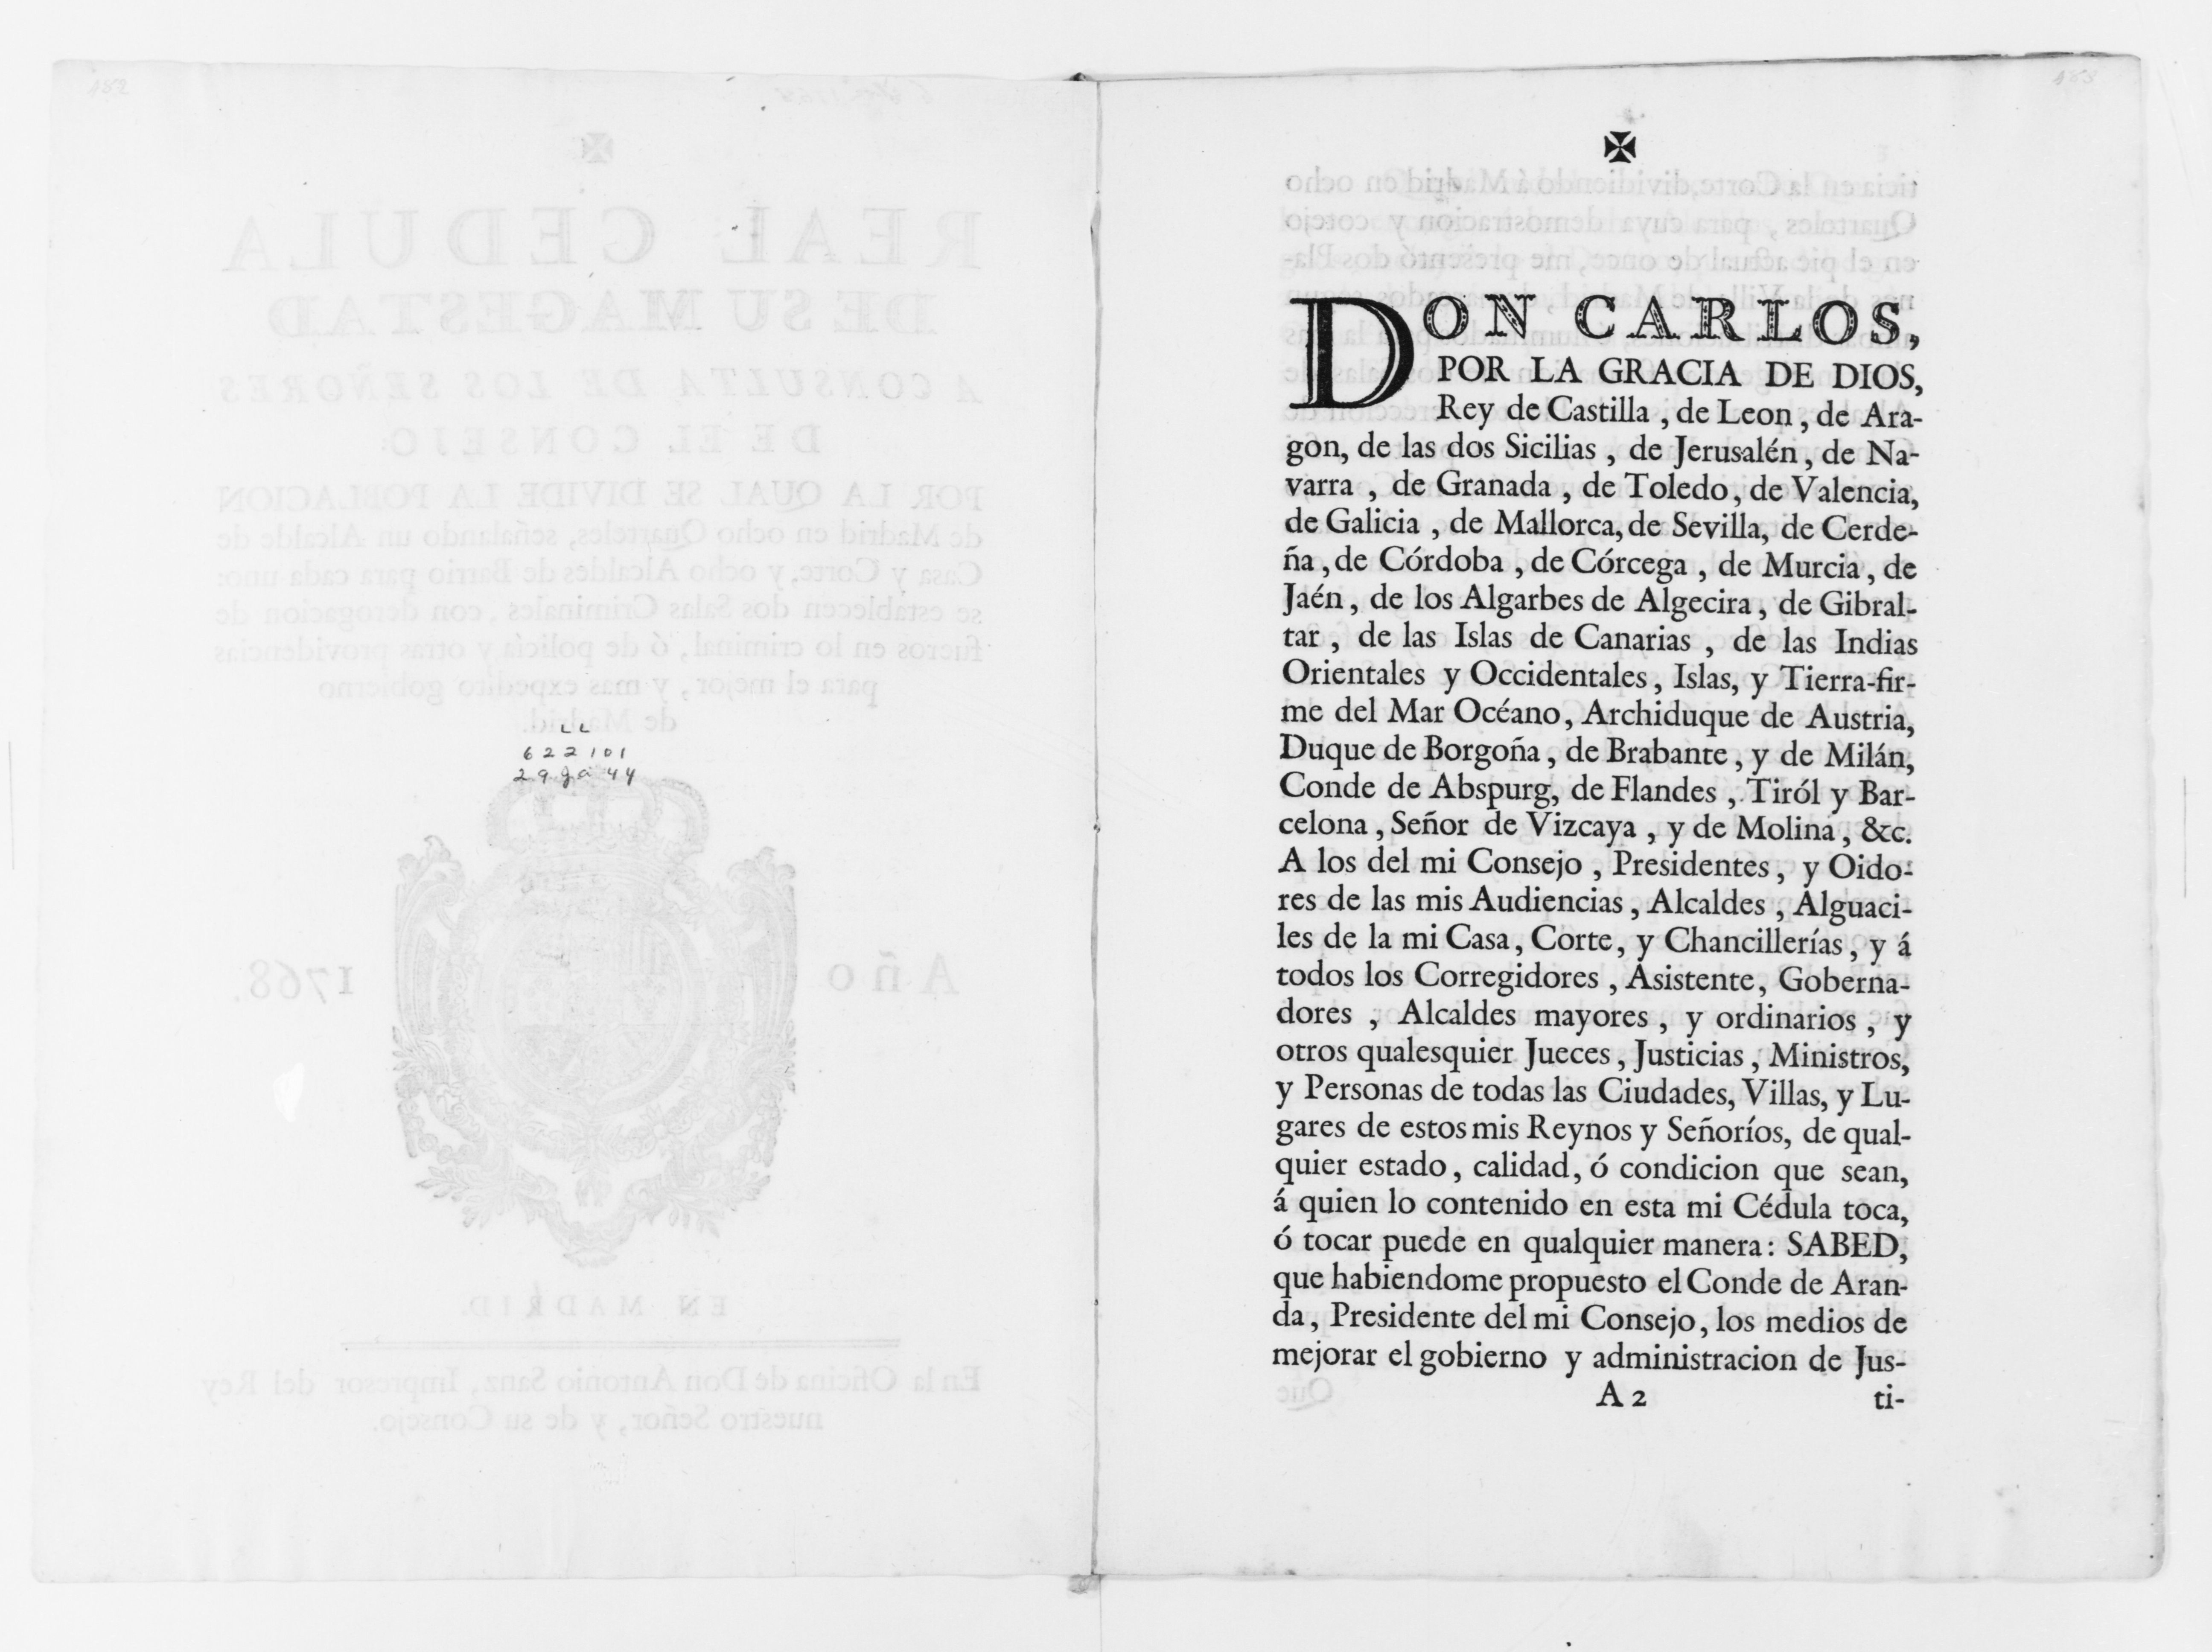 LL
622101
29 ga 44
✠
DON CARLOS,
POR LA GRACIA DE DIOS,
Rey de Castilla, de Leon, de Ara-
gon, de las dos Sicilias, de Jerusalén, de Na-
varra, de Granada, de Toledo, de Valencia,
de Galicia, de Mallorca, de Sevilla, de Cerde-
ña, de Córdoba, de Córcega, de Murcia, de
Jaén, de los Algarbes de Algecira, de Gibral-
tar, de las Islas de Canarias, de las Indias
Orientales y Occidentales, Islas, y Tierra-fir-
me del Mar Océano, Archiduque de Austria,
Duque de Borgoña, de Brabante, y de Milán,
Conde de Abspurg, de Flandes, Tiról y Bar-
celona, Señor de Vizcaya, y de Molina, &c.
A los del mi Consejo, Presidentes, y Oido-
res de las mis Audiencias, Alcaldes, Alguaci-
les de la mi Casa, Corte, y Chancillerías, y á
todos los Corregidores, Asistente, Goberna-
dores, Alcaldes mayores, y ordinarios, y
otros qualesquier Jueces, Justicias, Ministros,
y Personas de todas las Ciudades, Villas, y Lu-
gares de estos mis Reynos y Señoríos, de qual-
quier estado, calidad, ó condicion que sean,
á quien lo contenido en esta mi Cédula toca,
ó tocar puede en qualquier manera: SABED,
que habiendome propuesto el Conde de Aran-
da, Presidente del mi Consejo, los medios de
mejorar el gobierno y administracion de Jus-
A 2 ti-